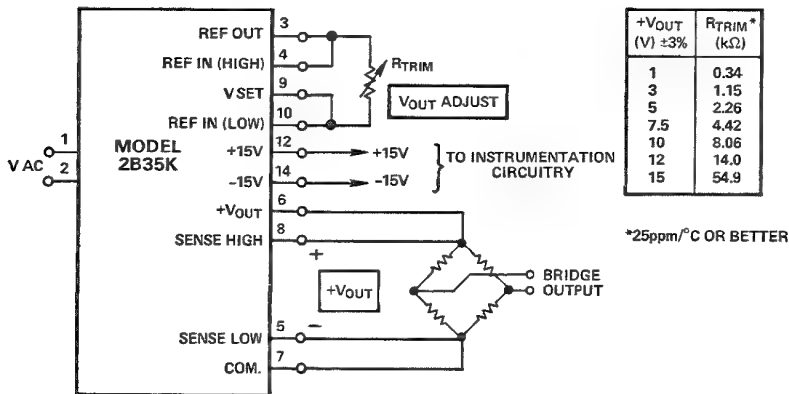 REF OUT 3
REF IN (HIGH) 4
VSET 9
REF IN (LOW) 10
RTRIM
VOUT ADJUST
MODEL
2B35K
V AC
1
2
+15V 12 +15V
-15V 14 -15V
TO INSTRUMENTATION
CIRCUITRY
+VOUT 6
SENSE HIGH 8
+
+VOUT
BRIDGE
OUTPUT
–
SENSE LOW 5
COM. 7
+VOUT RTRIM*
(V) ±3% (kΩ)
1 0.34
3 1.15
5 2.26
7.5 4.42
10 8.06
12 14.0
15 54.9
*25ppm/°C OR BETTER